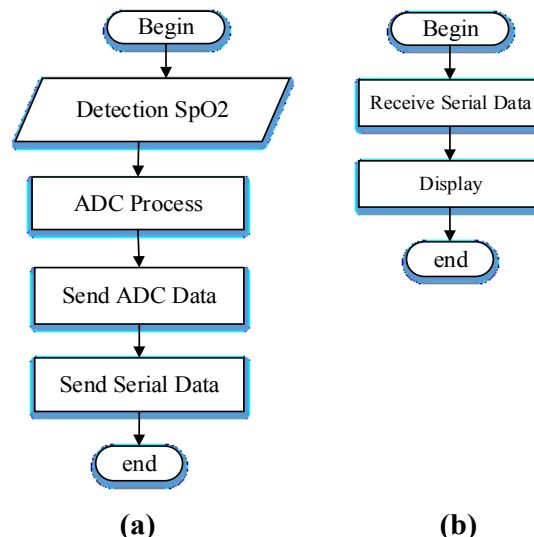 Begin
Detection SpO2
ADC Process
Send ADC Data
Send Serial Data
end
(a)
Begin
Receive Serial Data
Display
end
(b)